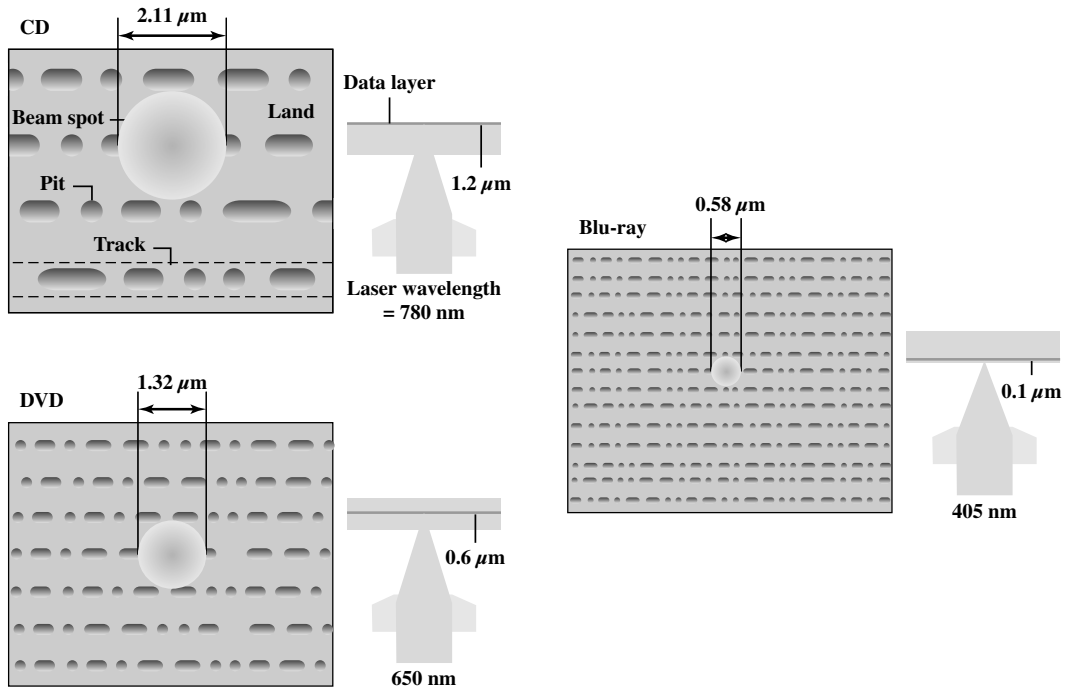 CD
2.11 μm
Data layer
Beam spot
Land
1.2 μm
Pit
Track
Laser wavelength
= 780 nm
DVD
1.32 μm
0.6 μm
650 nm
Blu-ray
0.58 μm
0.1 μm
405 nm